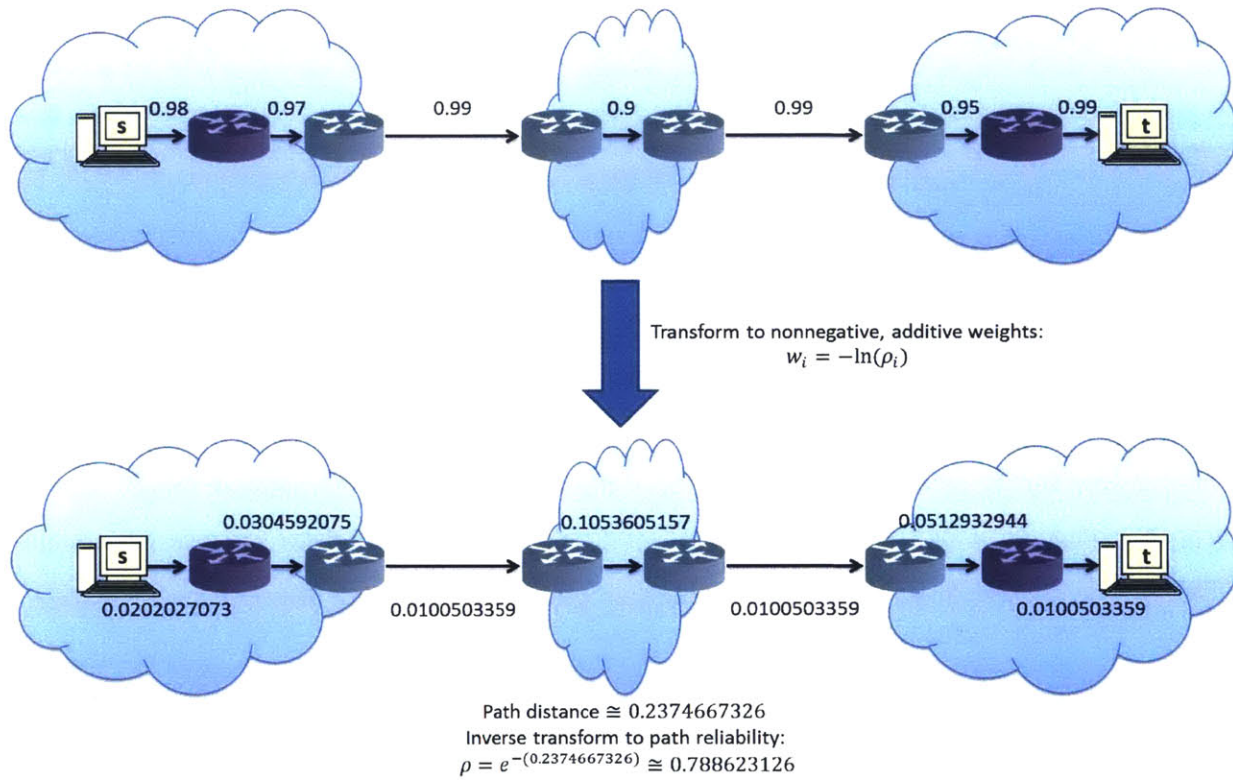 0.98 0.97 0.99 0.9 0.99 0.95 0.99
s t
Transform to nonnegative, additive weights:
w_i = −ln(ρ_i)
0.0304592075 0.1053605157 0.0512932944
s t
0.0202027073 0.0100503359 0.0100503359 0.0100503359
Path distance ≅ 0.2374667326
Inverse transform to path reliability:
ρ = e^−(0.2374667326) ≅ 0.788623126